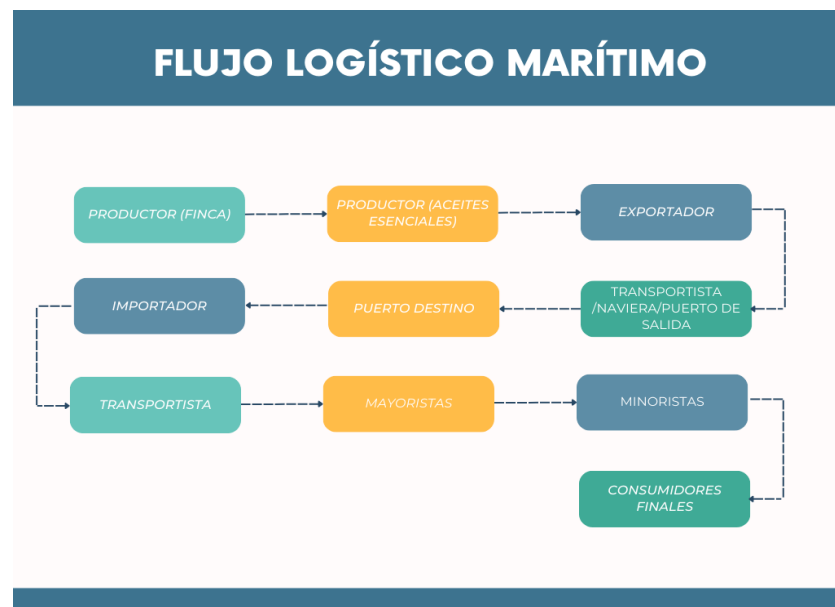 FLUJO LOGÍSTICO MARÍTIMO
PRODUCTOR (FINCA)
PRODUCTOR (ACEITES
ESENCIALES)
EXPORTADOR
IMPORTADOR
PUERTO DESTINO
TRANSPORTISTA
/NAVIERA/PUERTO DE
SALIDA
TRANSPORTISTA
MAYORISTAS
MINORISTAS
CONSUMIDORES
FINALES